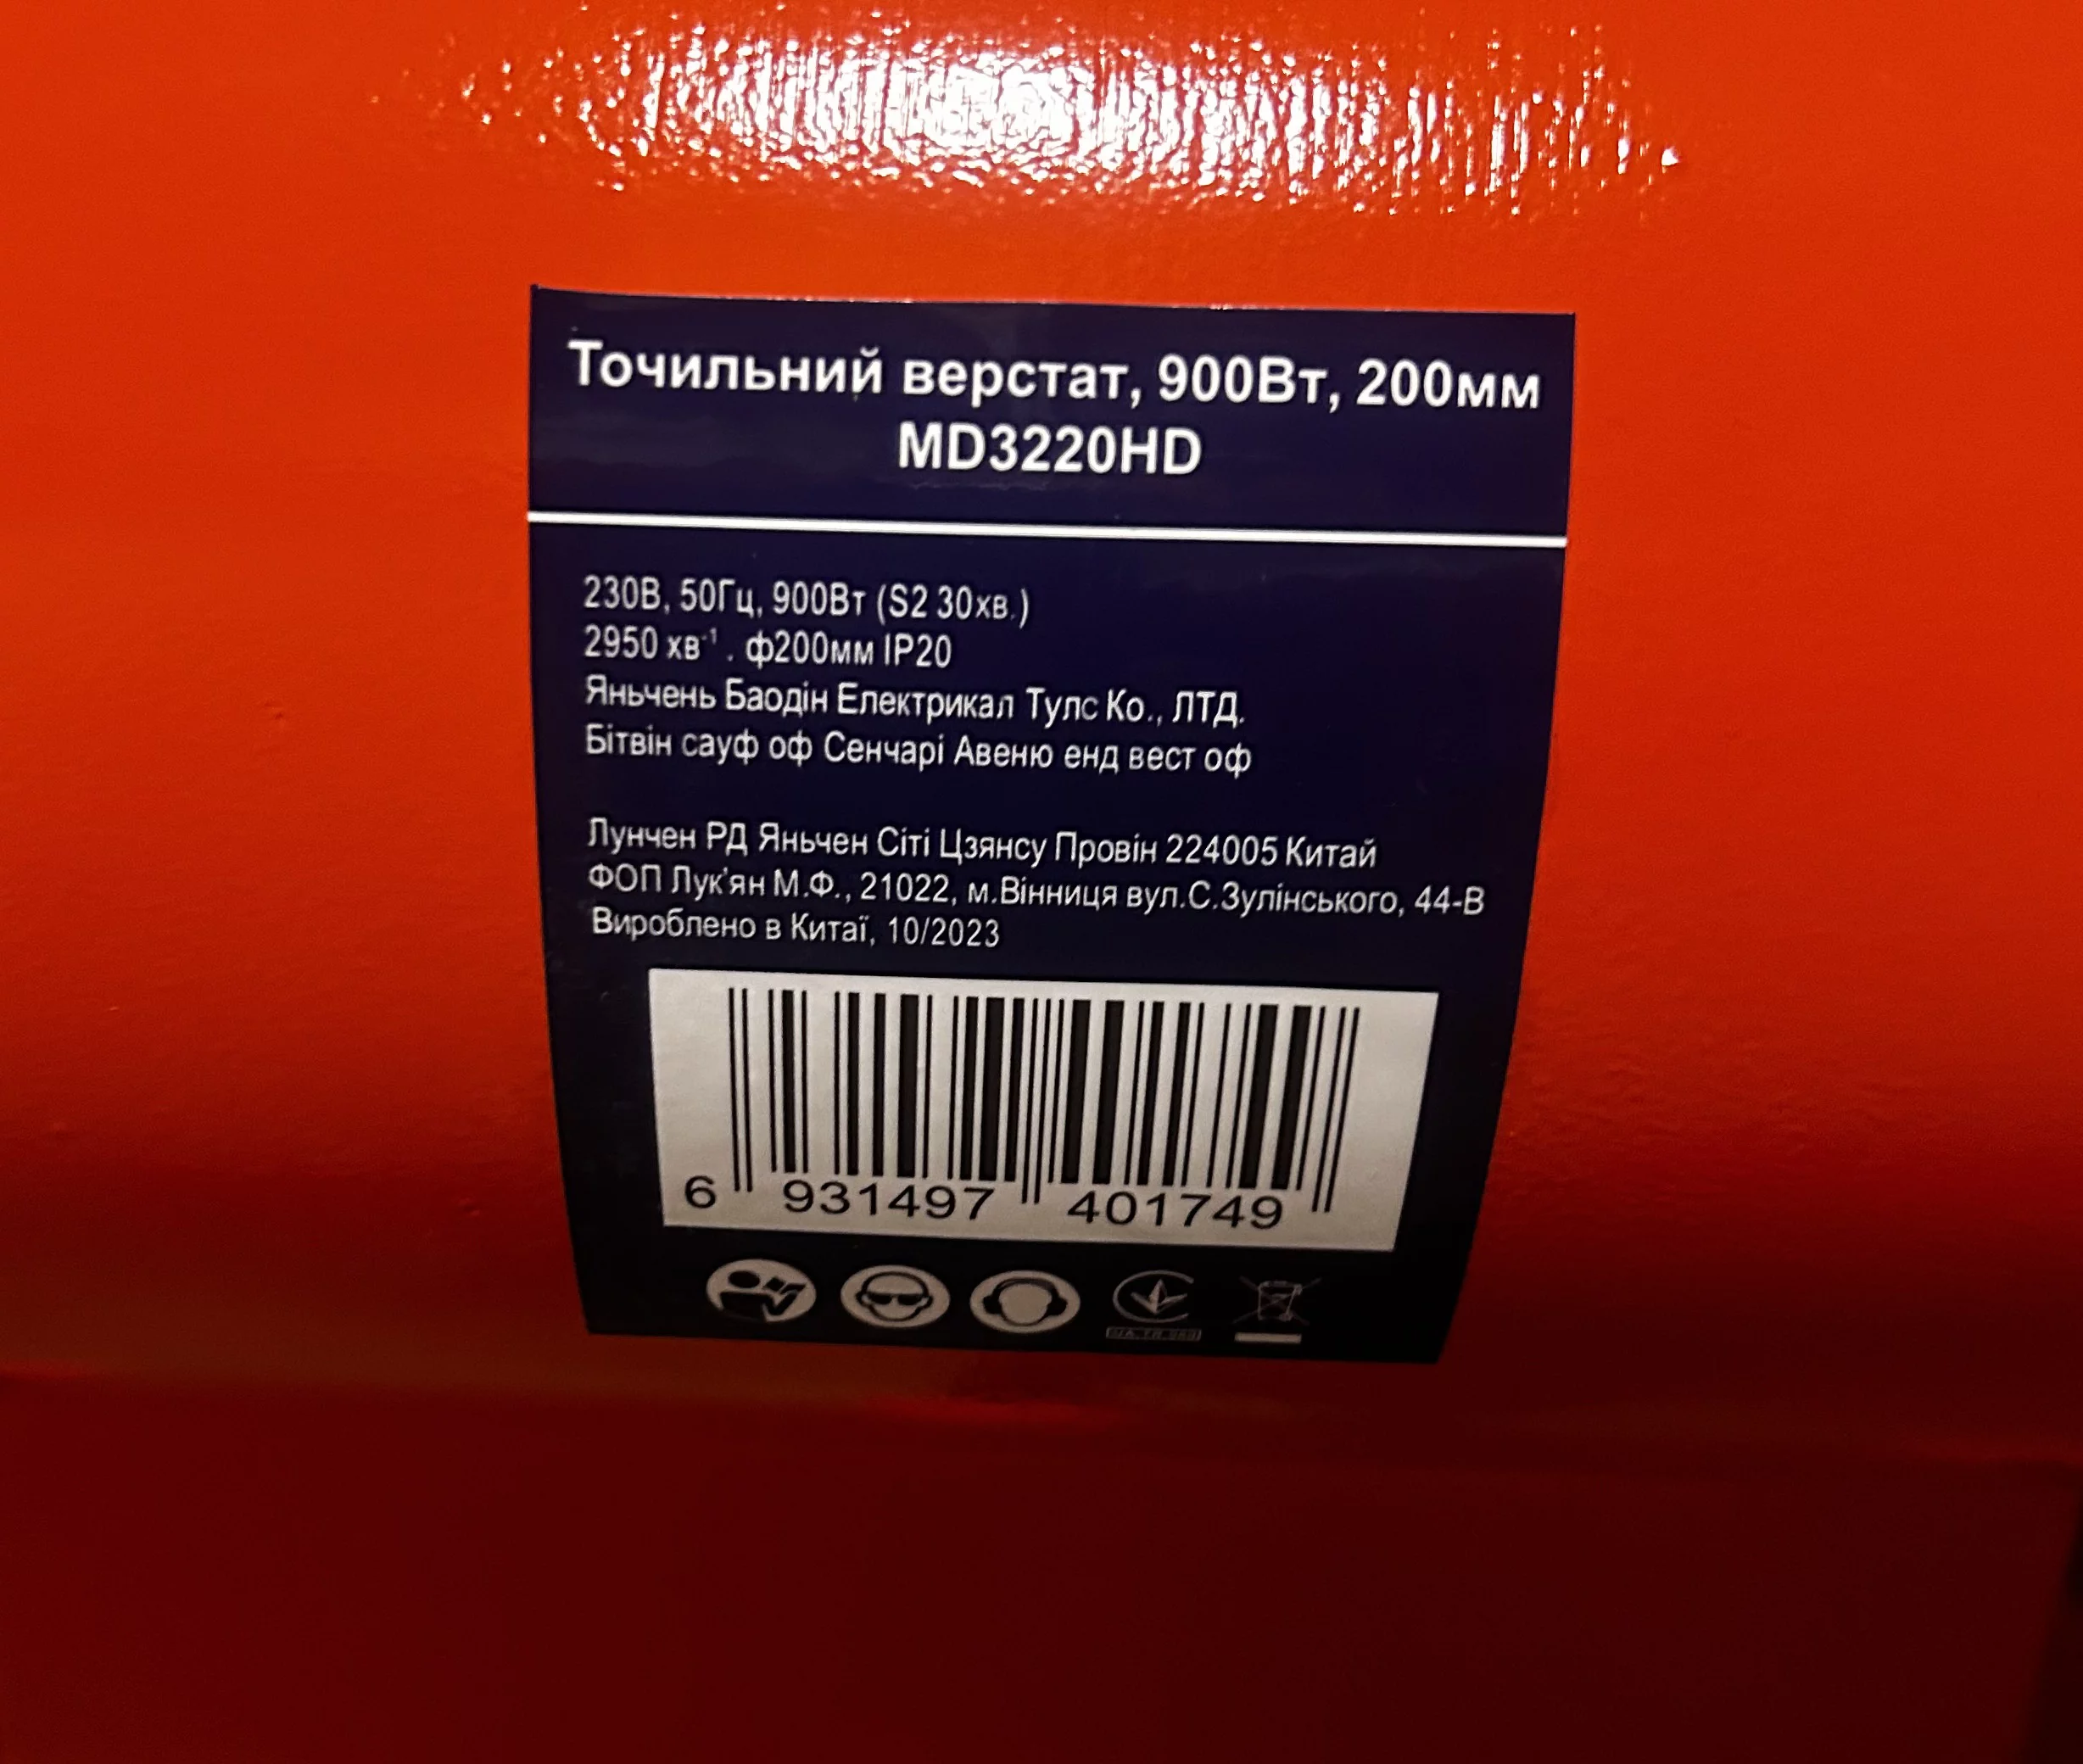 Точильний верстат, 900Вт, 200мм
MD3220HD
230В, 50Гц, 900Вт (S2 30хв.)
2950 хв⁻¹ . ф200мм IP20
Яньчень Баодін Електрикал Тулс Ко., ЛТД.
Бітвін сауф оф Сенчарі Авеню енд вест оф
Лунчен РД Яньчен Сіті Цзянсу Провін 224005 Китай
ФОП Лук'ян М.Ф., 21022, м.Вінниця вул.С.Зулінського, 44-В
Вироблено в Китаї, 10/2023
6 931497 401749